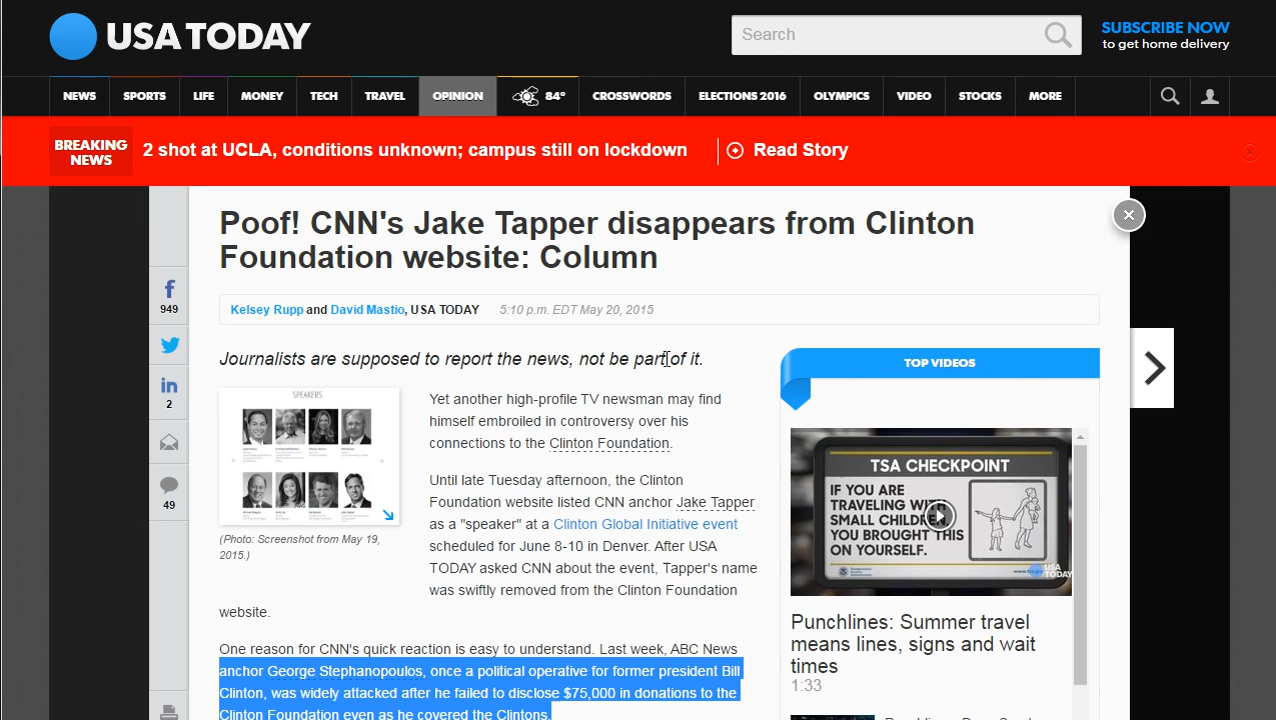 USA TODAY
Search
SUBSCRIBE NOW
to get home delivery
NEWS
SPORTS
LIFE
MONEY
TECH
TRAVEL
OPINION
84°
CROSSWORDS
ELECTIONS 2016
OLYMPICS
VIDEO
STOCKS
MORE
BREAKING
NEWS
2 shot at UCLA, conditions unknown; campus still on lockdown
Read Story
Poof! CNN's Jake Tapper disappears from Clinton
Foundation website: Column
Kelsey Rupp and David Mastio, USA TODAY
5:10 p.m. EDT May 20, 2015
949
2
49
Journalists are supposed to report the news, not be part of it.
SPEAKERS
(Photo: Screenshot from May 19,
2015.)
Yet another high-profile TV newsman may find
himself embroiled in controversy over his
connections to the Clinton Foundation.
Until late Tuesday afternoon, the Clinton
Foundation website listed CNN anchor Jake Tapper
as a "speaker" at a Clinton Global Initiative event
scheduled for June 8-10 in Denver. After USA
TODAY asked CNN about the event, Tapper's name
was swiftly removed from the Clinton Foundation
website.
One reason for CNN's quick reaction is easy to understand. Last week, ABC News
anchor George Stephanopoulos, once a political operative for former president Bill
Clinton, was widely attacked after he failed to disclose $75,000 in donations to the
Clinton Foundation even as he covered the Clintons.
TOP VIDEOS
TSA CHECKPOINT
IF YOU ARE
TRAVELING WITH
SMALL CHILDREN,
YOU BROUGHT THIS
ON YOURSELF.
USA
TODAY
Punchlines: Summer travel
means lines, signs and wait
times
1:33